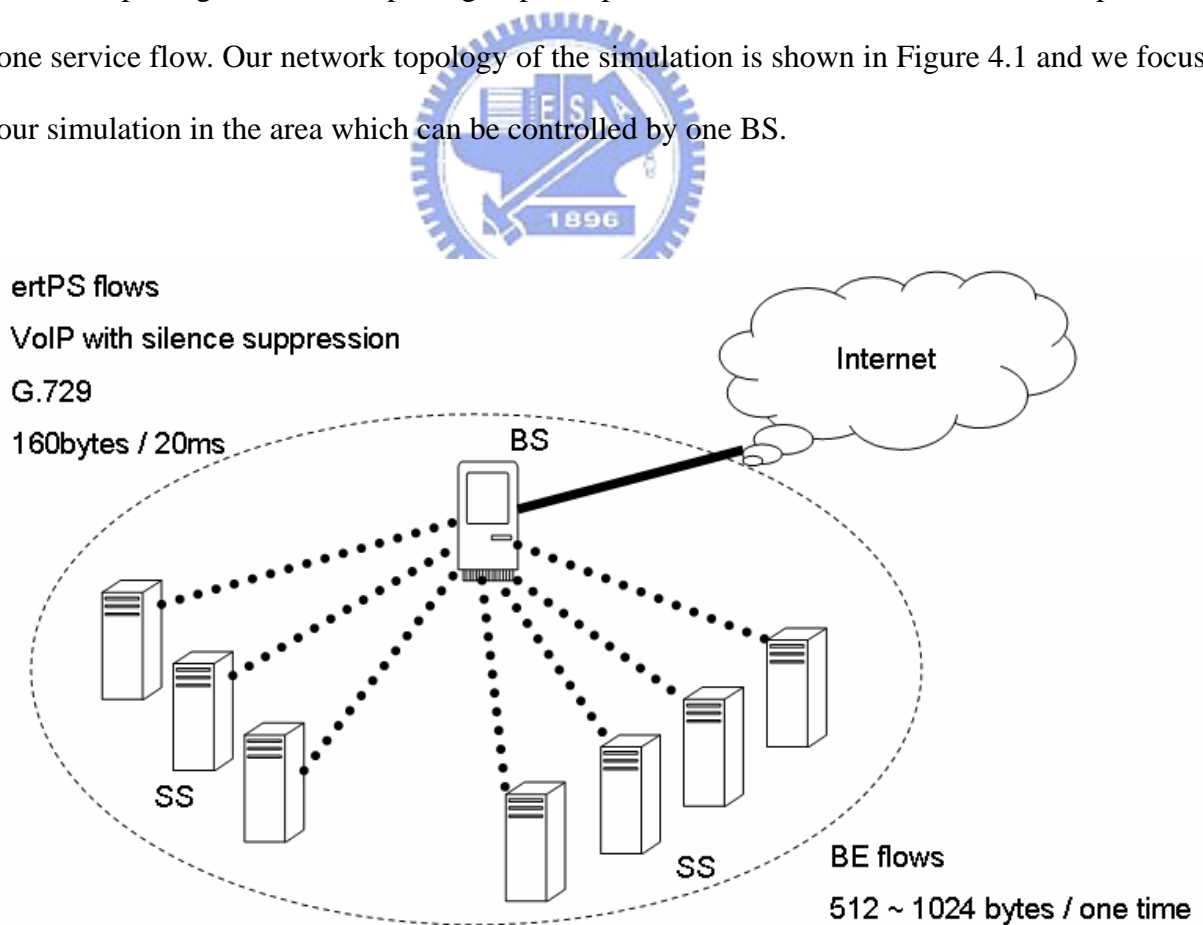 one service flow. Our network topology of the simulation is shown in Figure 4.1 and we focus
our simulation in the area which can be controlled by one BS.
ES
1896
ertPS flows
VoIP with silence suppression
G.729
160bytes / 20ms
BS
Internet
SS
SS
BE flows
512 ~ 1024 bytes / one time